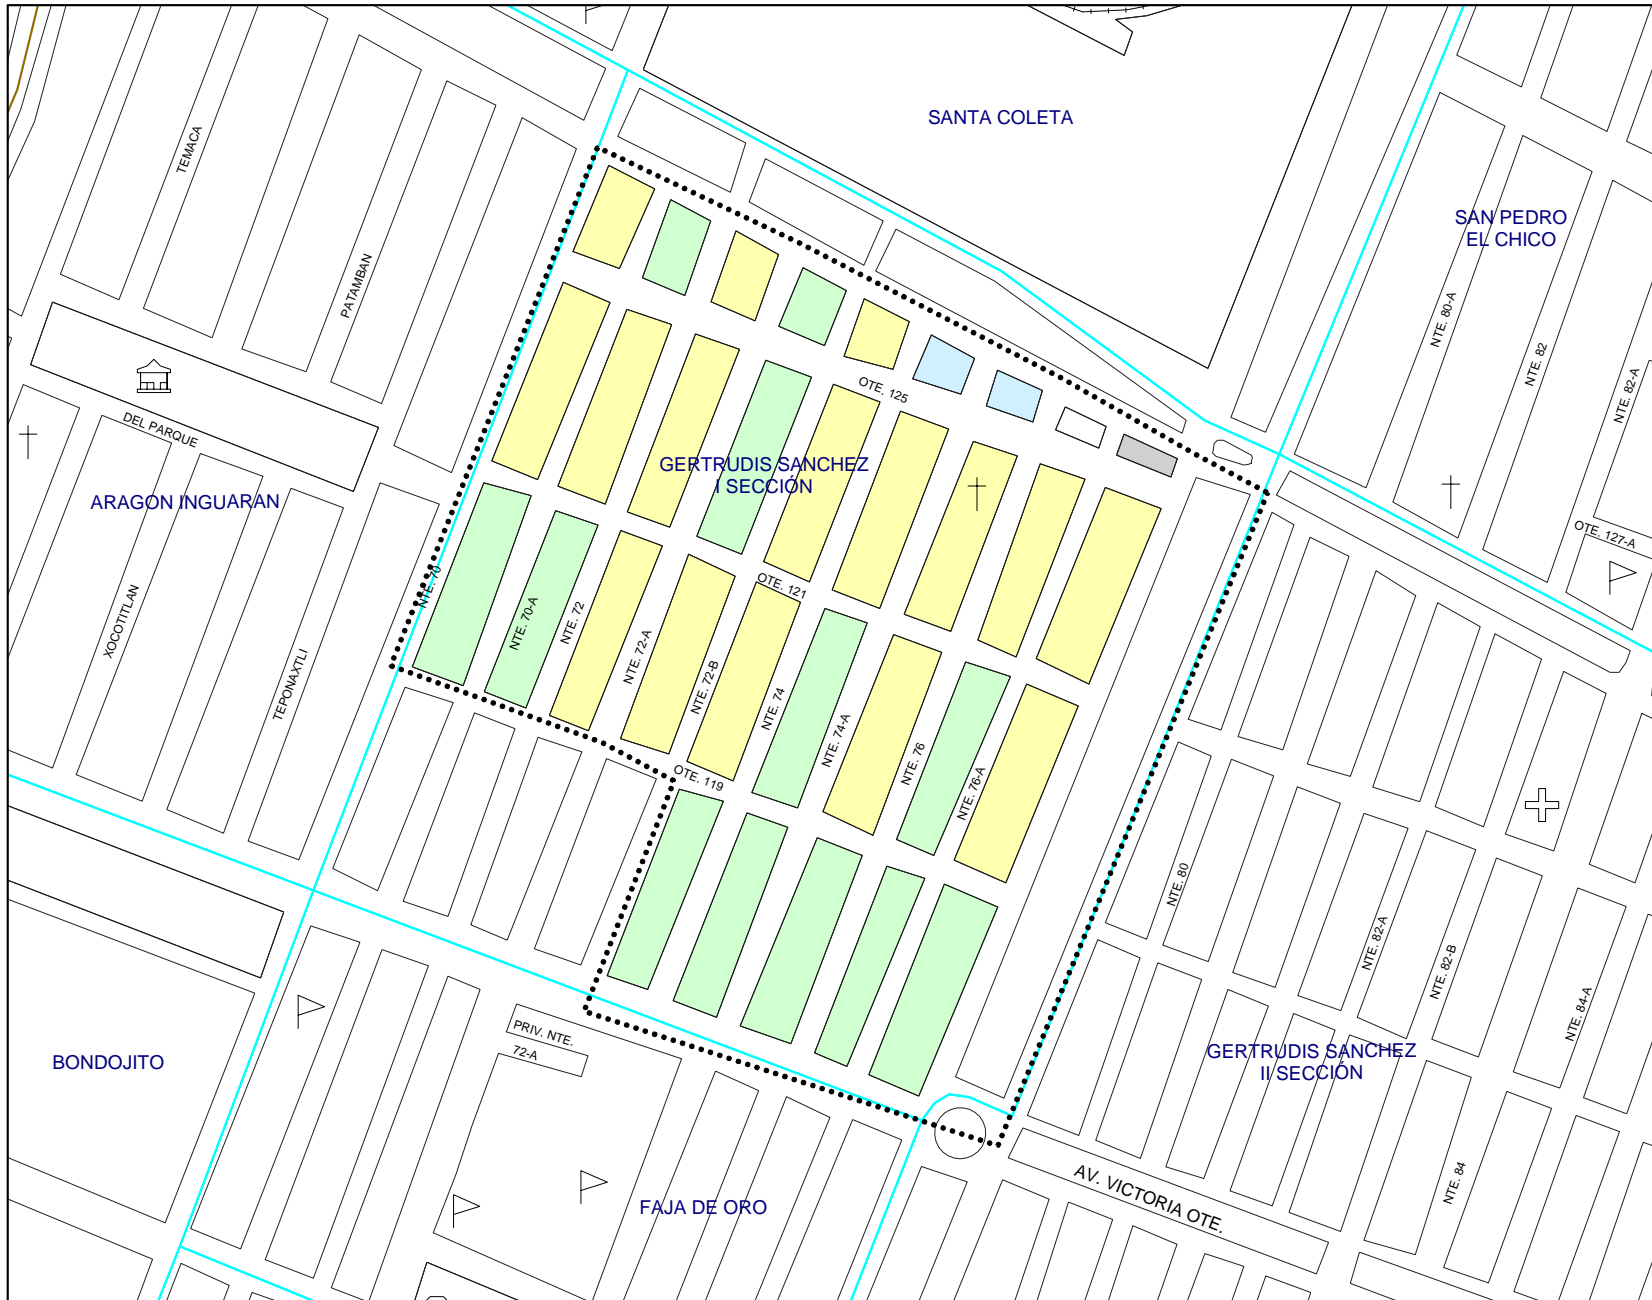 SANTA COLETA
TEMACA
SAN PEDRO
EL CHICO
PATAMBAN
NTE. 80-A
NTE. 82
NTE. 82-A
DEL PARQUE
OTE. 125
GERTRUDIS SANCHEZ
I SECCIÓN
ARAGON INGUARAN
OTE. 127-A
NTE. 70
OTE. 121
XOCOTITLAN
NTE. 70-A
NTE. 72
NTE. 72-A
NTE. 72-B
TEPONAXTLI
NTE. 74
NTE. 74-A
NTE. 76
NTE. 76-A
OTE. 119
NTE. 80
NTE. 82-A
NTE. 82-B
NTE. 84-A
PRIV. NTE.
72-A
BONDOJITO
GERTRUDIS SANCHEZ
II SECCIÓN
FAJA DE ORO
AV. VICTORIA OTE.
NTE. 84